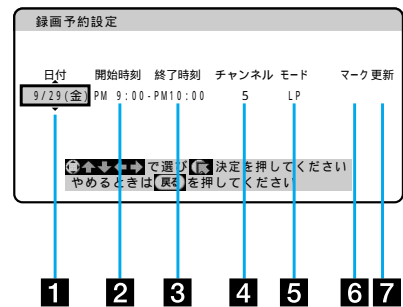 録画予約設定
日付 開始時刻 終了時刻 チャンネル モード マーク 更新
9/29(金) PM 9:00-PM10:00 5 LP
で選び 決定を押してください
やめるときは 戻る を押してください
1 2 3 4 5 6 7